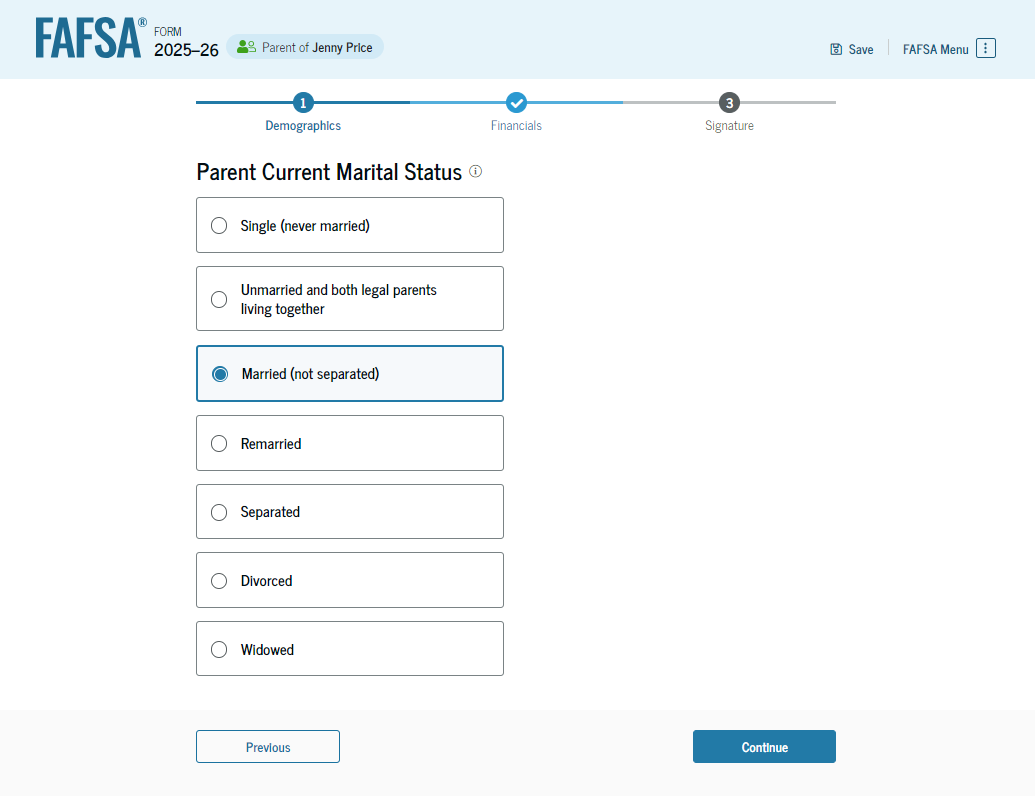 FAFSA®
FORM
2025–26
Parent of Jenny Price
Save
FAFSA Menu
1
3
Demographics
Financials
Signature
Parent Current Marital Status
Single (never married)
Unmarried and both legal parents
living together
Married (not separated)
Remarried
Separated
Divorced
Widowed
Previous
Continue